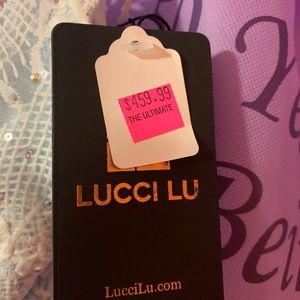 $459.99
THE ULTIMATE
LUCCI LU
LucciLu.com